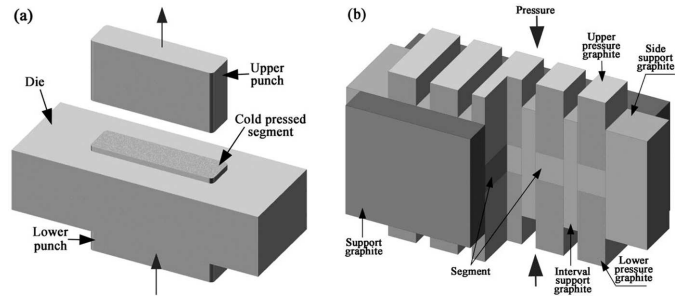 (a)
Upper
punch
Die
Cold pressed
segment
Lower
punch
(b)
Pressure
Upper
pressure
graphite
Side
support
graphite
Support
graphite
Segment
Interval
support
graphite
Lower
pressure
graphite